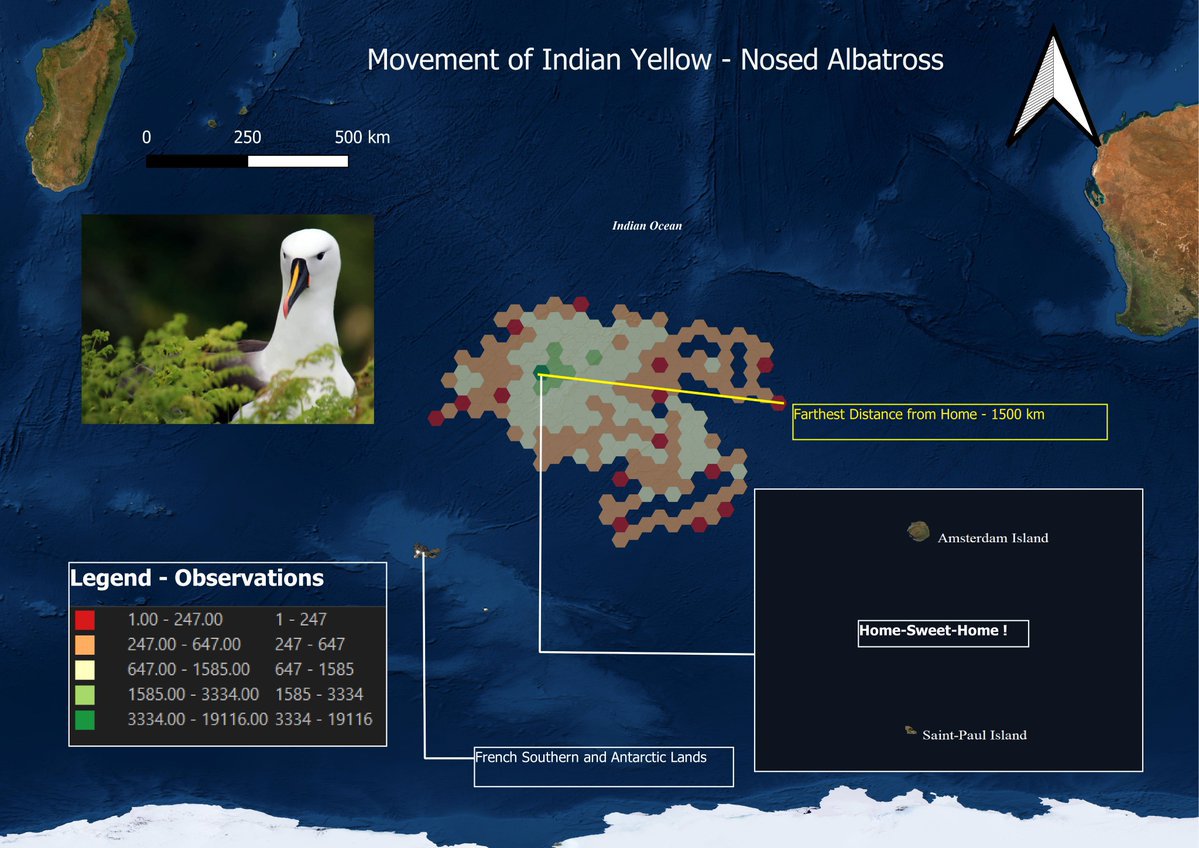 Movement of Indian Yellow - Nosed Albatross
0 250 500 km
Indian Ocean
Farthest Distance from Home - 1500 km
Amsterdam Island
Home-Sweet-Home !
Saint-Paul Island
Legend - Observations
1.00 - 247.00 1 - 247
247.00 - 647.00 247 - 647
647.00 - 1585.00 647 - 1585
1585.00 - 3334.00 1585 - 3334
3334.00 - 19116.00 3334 - 19116
French Southern and Antarctic Lands